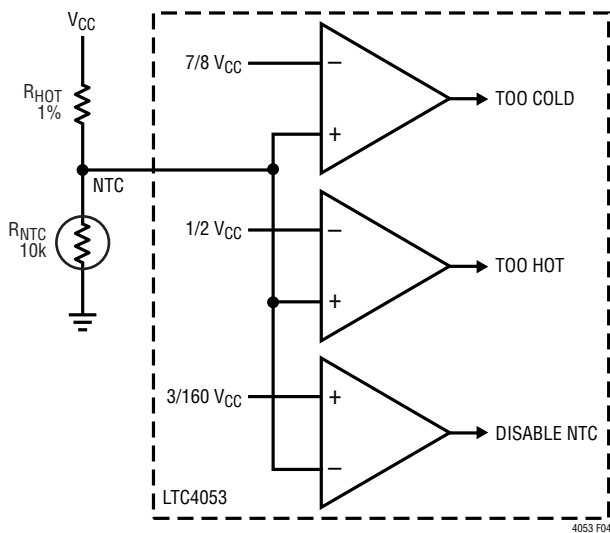 VCC
RHOT
1%
NTC
RNTC
10k
7/8 VCC
−
+
TOO COLD
1/2 VCC
−
+
TOO HOT
3/160 VCC
+
−
DISABLE NTC
LTC4053
4053 F04